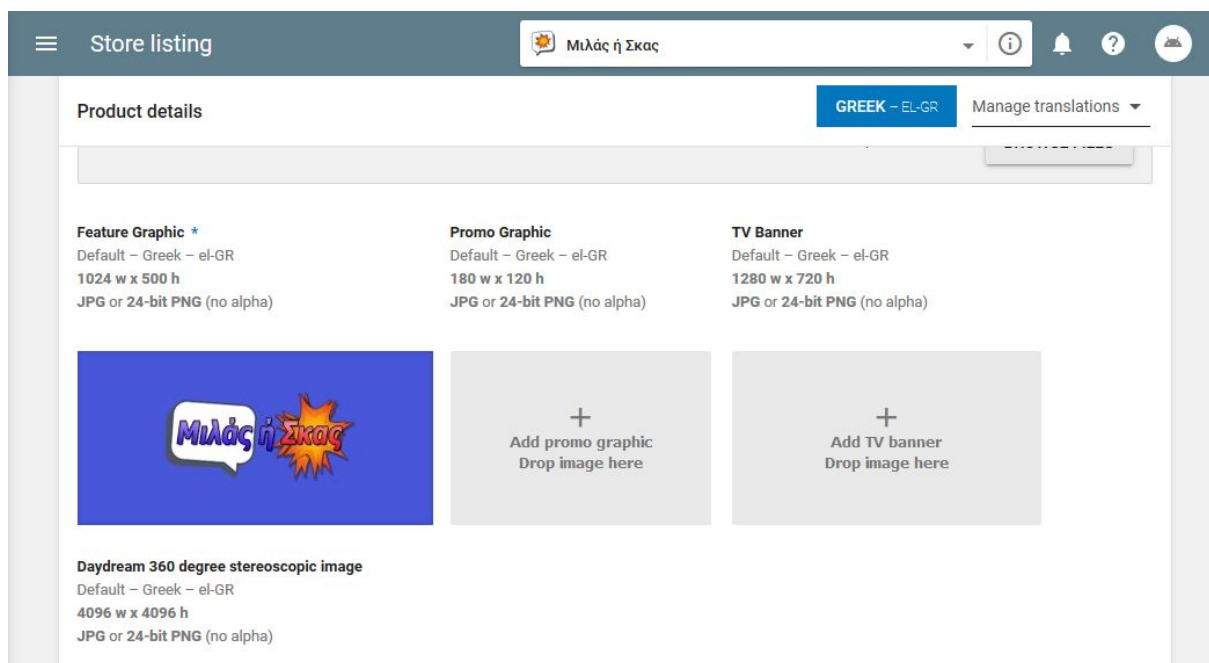 Store listing
Μιλάς ή Σκας
Product details
GREEK – EL-GR
Manage translations
Feature Graphic *
Default – Greek – el-GR
1024 w x 500 h
JPG or 24-bit PNG (no alpha)
Promo Graphic
Default – Greek – el-GR
180 w x 120 h
JPG or 24-bit PNG (no alpha)
TV Banner
Default – Greek – el-GR
1280 w x 720 h
JPG or 24-bit PNG (no alpha)
Μιλάς ή Σκας
Add promo graphic
Drop image here
Add TV banner
Drop image here
Daydream 360 degree stereoscopic image
Default – Greek – el-GR
4096 w x 4096 h
JPG or 24-bit PNG (no alpha)